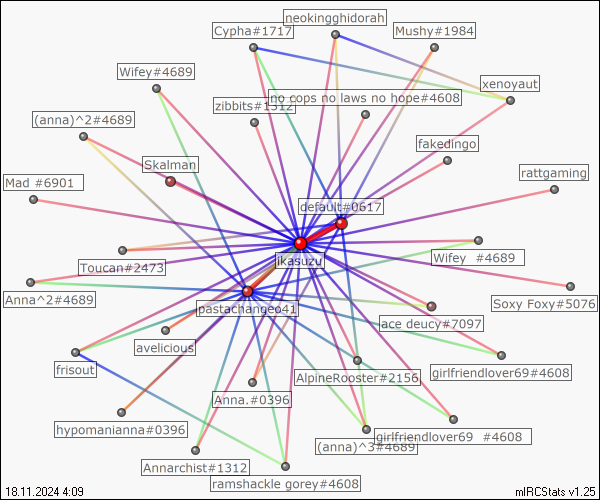 neokingghidorah
Cypha#1717
Mushy#1984
Wifey#4689
xenoyaut
no cops no laws no hope#4608
zibbits#1312
(anna)^2#4689
fakedingo
Skalman
rattgaming
Mad #6901
default#0617
Wifey #4689
jkasuzu
Toucan#2473
Anna^2#4689
Soxy Foxy#5076
pastachangeo41
lace deucy#7097
avelicious
frisout
girlfriendlover69#4608
AlpineRooster#2156
Anna.#0396
hypomanianna#0396
girlfriendlover69 #4608
(anna)^3#4689
Annarchist#1312
ramshackle gorey#4608
18.11.2024 4:09
mIRCStats v1.25